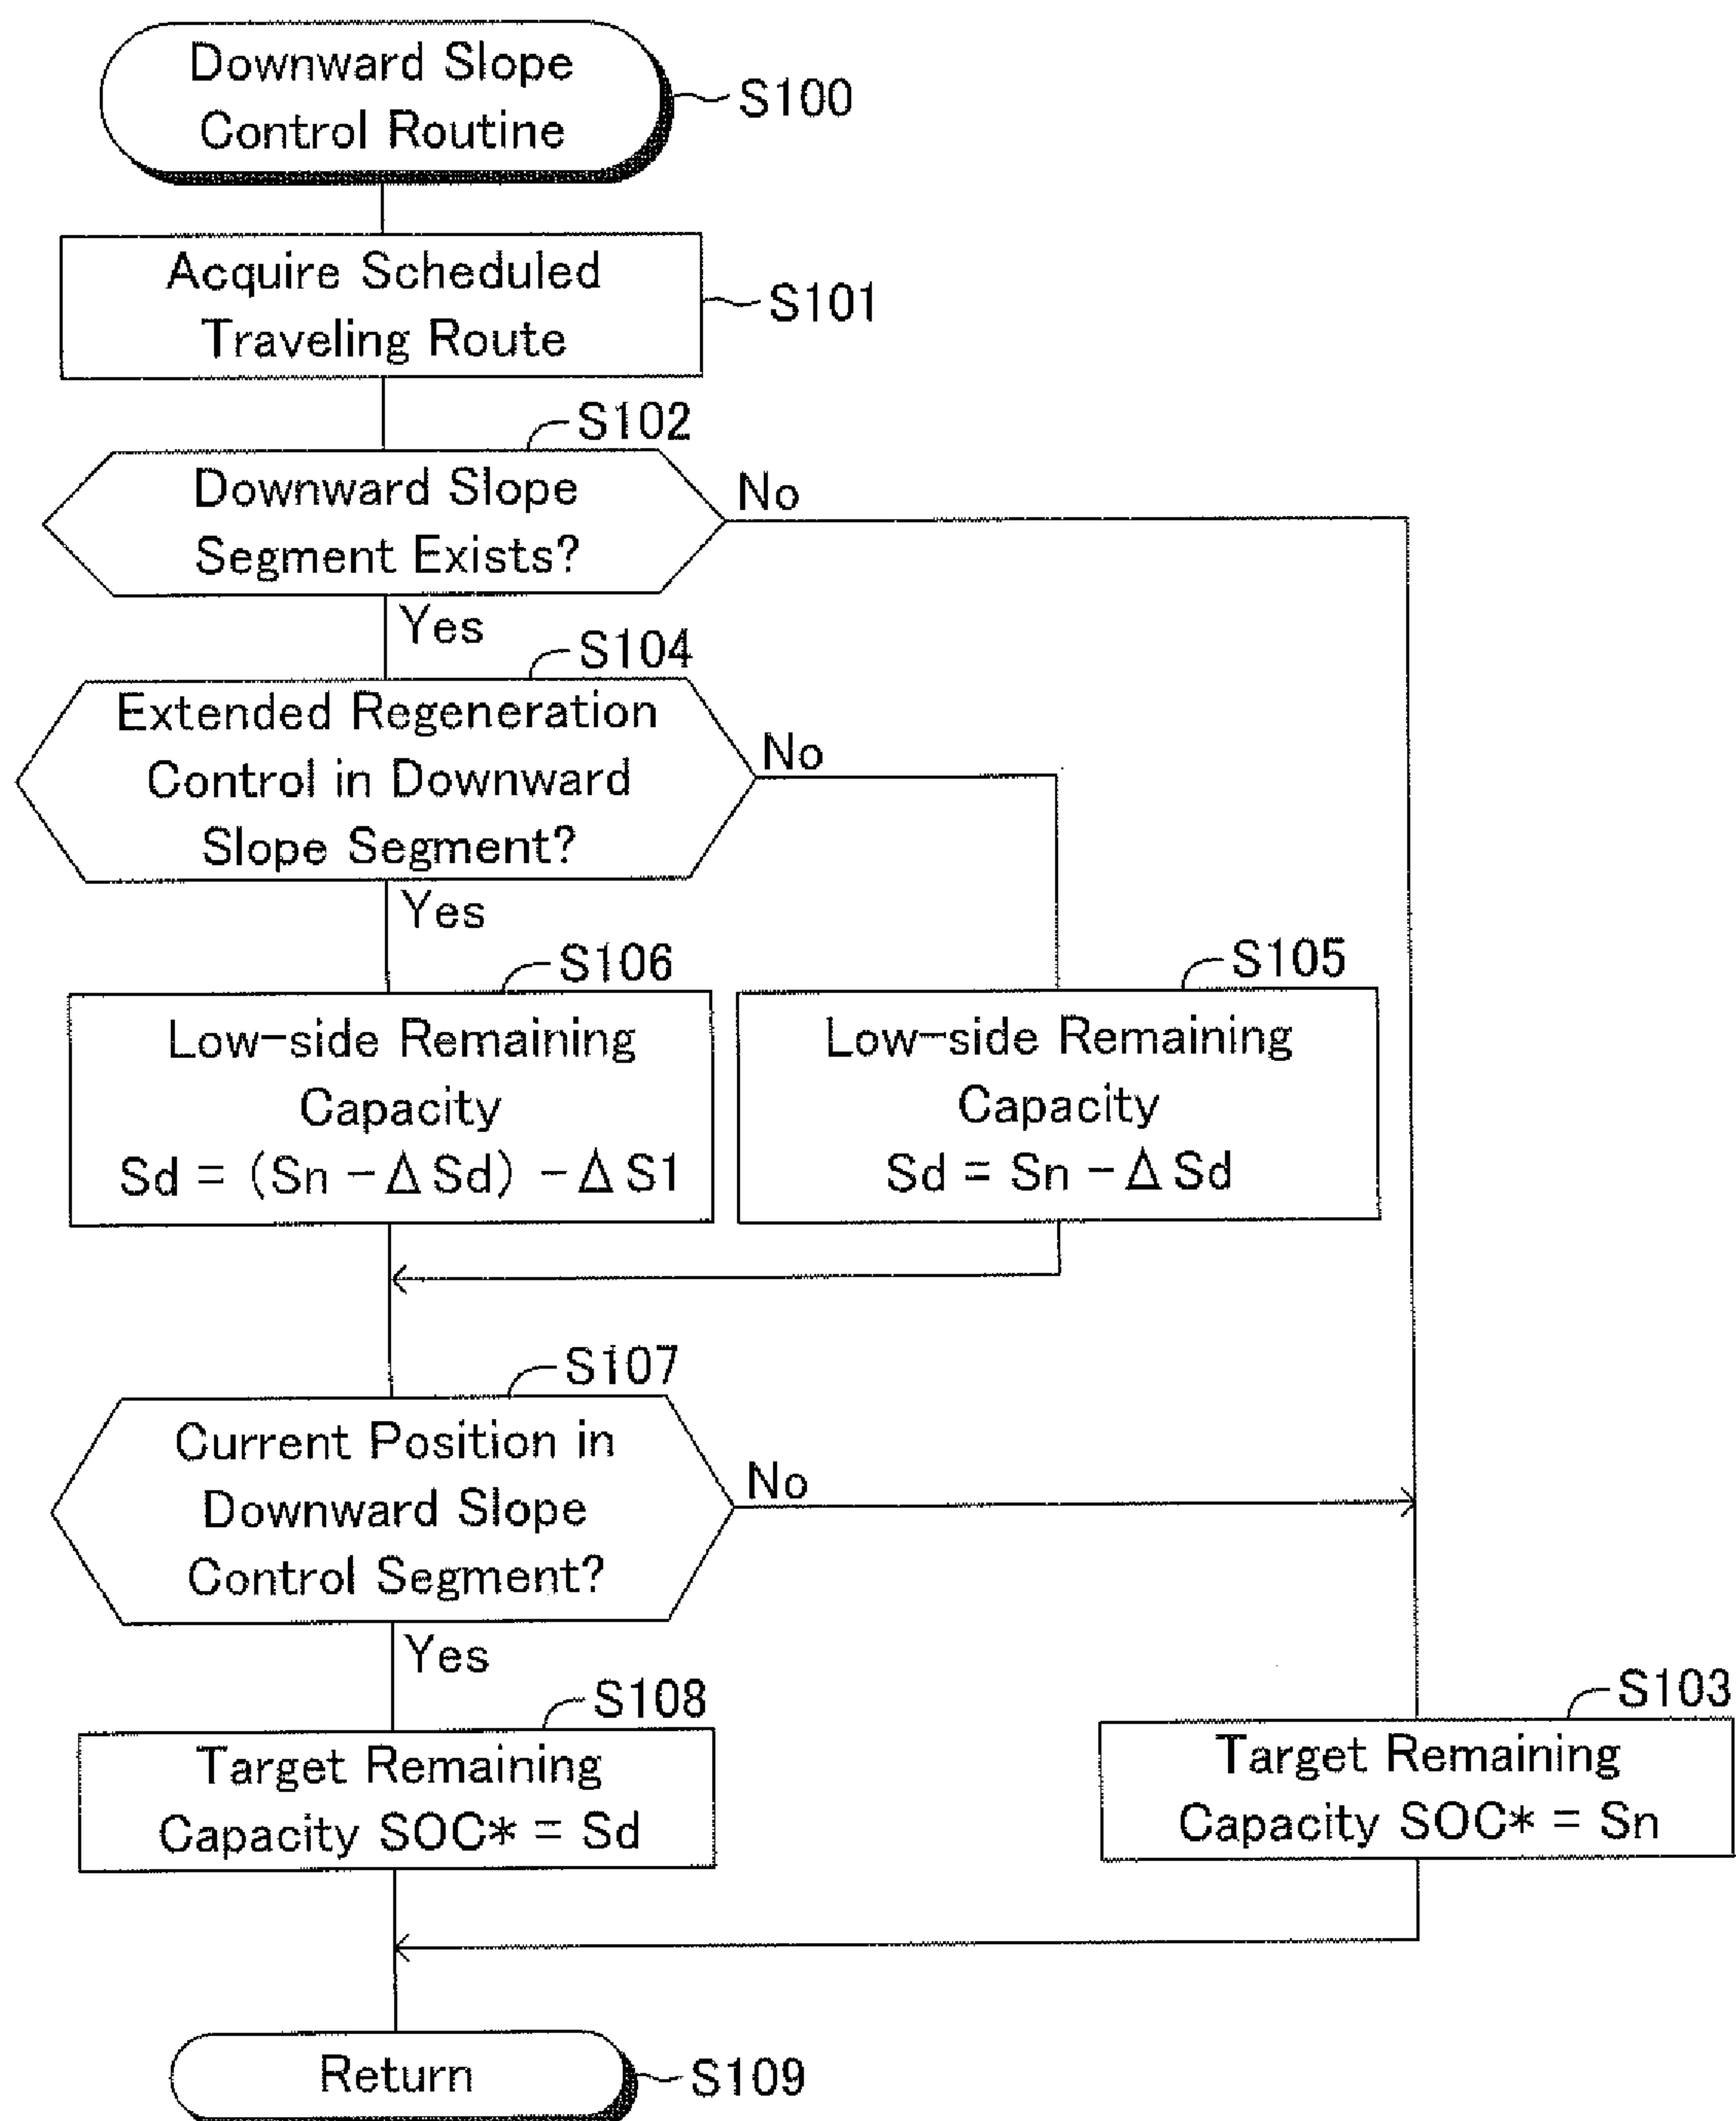 Downward Slope
Control Routine
S100
Acquire Scheduled
Traveling Route
S101
S102
Downward Slope
Segment Exists?
No
Yes
S104
Extended Regeneration
Control in Downward
Slope Segment?
No
Yes
S106
Low-side Remaining
Capacity
Sd = (Sn - Δ Sd) - Δ S1
S105
Low-side Remaining
Capacity
Sd = Sn - Δ Sd
S107
Current Position in
Downward Slope
Control Segment?
No
Yes
S108
Target Remaining
Capacity SOC* = Sd
S103
Target Remaining
Capacity SOC* = Sn
Return
S109